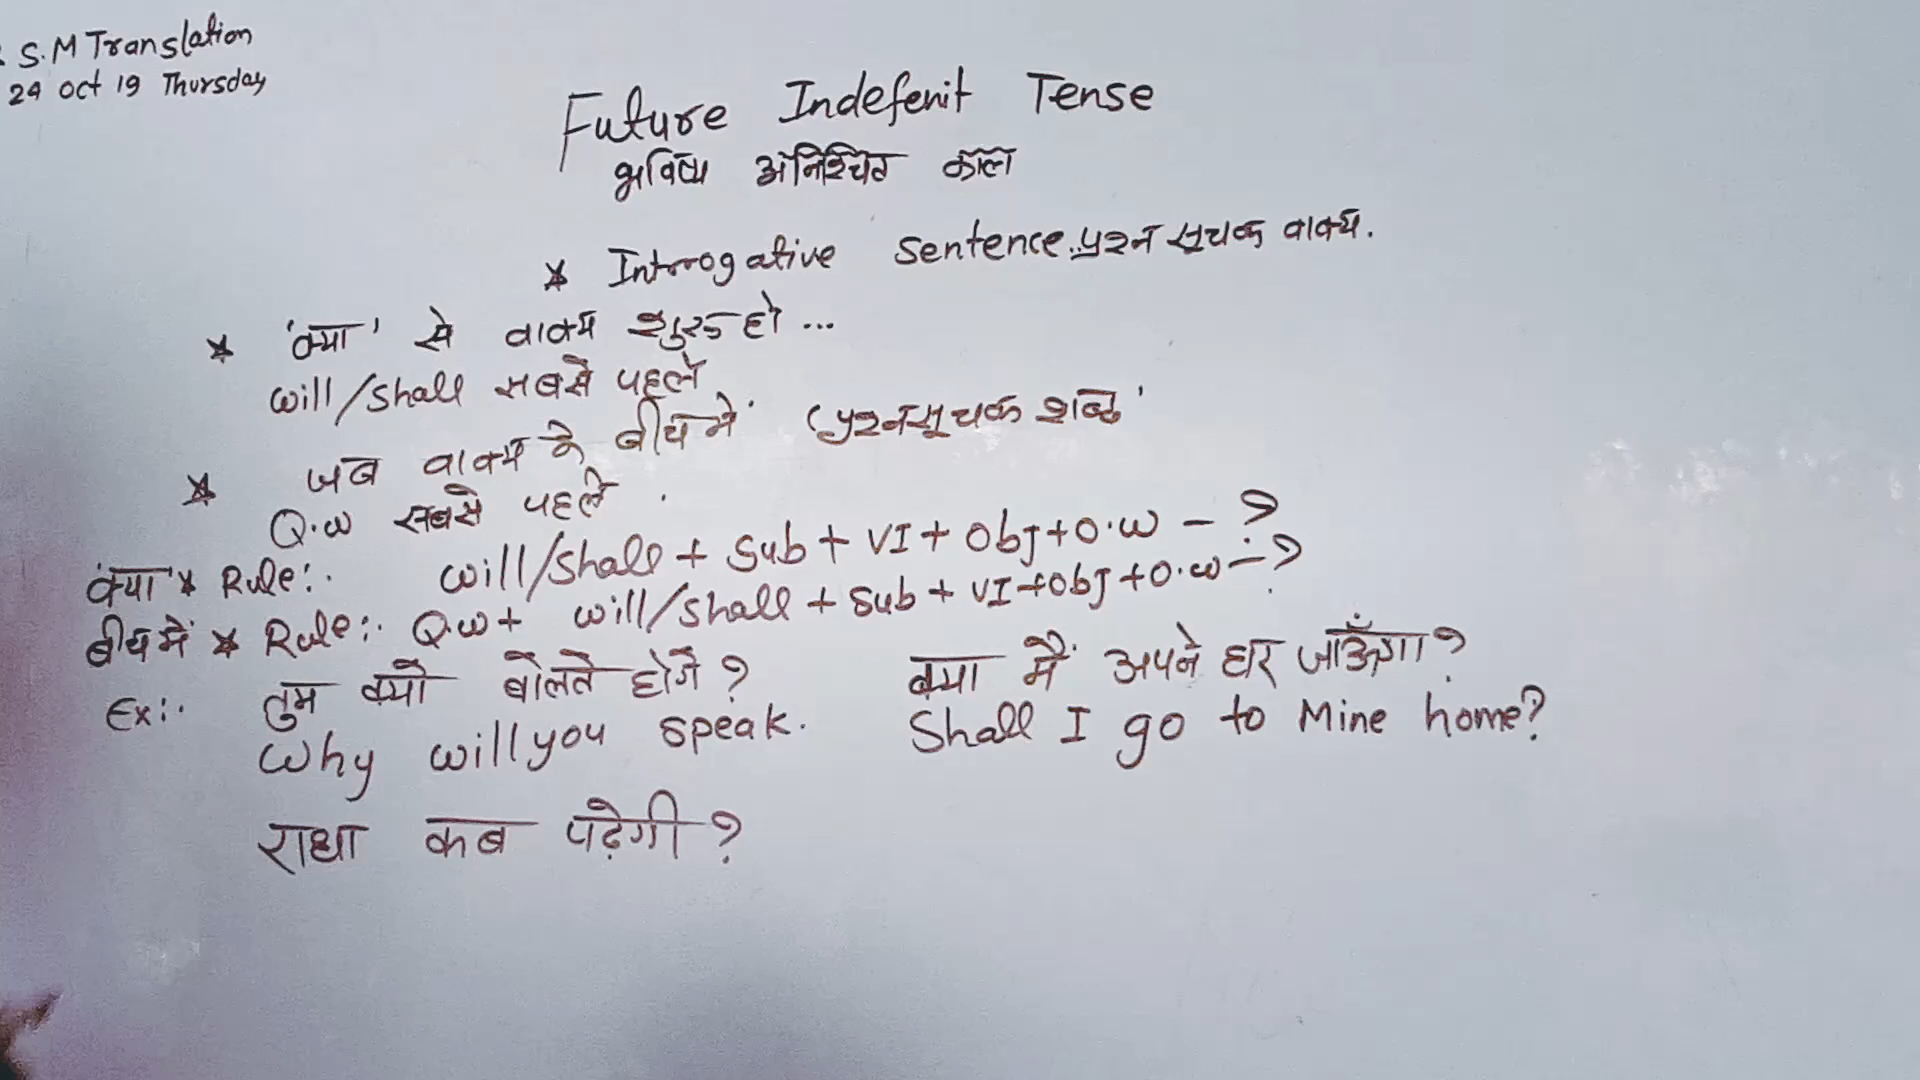 S.M Translation
24 Oct 19 Thursday
Future Indefenit Tense
भविष्य अनिश्चित काल
* Introgative Sentence..प्रश्न सूचक वाक्य.
* 'क्या' से वाक्य शुरू हो ...
will/shall सबसे पहले
* जब वाक्य के बीच में (प्रश्नसूचक शब्द'
Q.W सबसे पहले .
क्या * Rule:. will/shall + Sub + VI + Obj + O.W - ?
बीच में * Rule:. Q.w + will/shall + Sub + VI + Obj + O.w - ?
Ex:. तुम क्यों बोलते होगे ? क्या मैं अपने घर जाऊँगा ?
Why will you speak. Shall I go to Mine home?
राधा कब पढ़ेगी ?